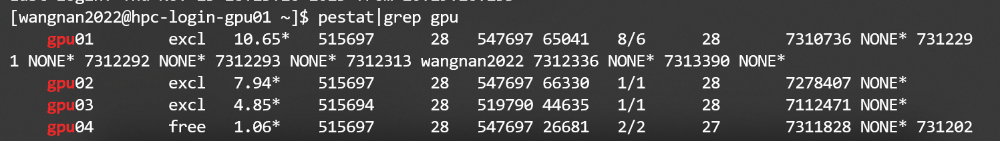 [wangnan2022@hpc-login-gpu01 ~]$ pestat|grep gpu
gpu01 excl 10.65* 515697 28 547697 65041 8/6 28 7310736 NONE* 731229
1 NONE* 7312292 NONE* 7312293 NONE* 7312313 wangnan2022 7312336 NONE* 7313390 NONE*
gpu02 excl 7.94* 515697 28 547697 66330 1/1 28 7278407 NONE*
gpu03 excl 4.85* 515694 28 519790 44635 1/1 28 7112471 NONE*
gpu04 free 1.06* 515697 28 547697 26681 2/2 27 7311828 NONE* 731202